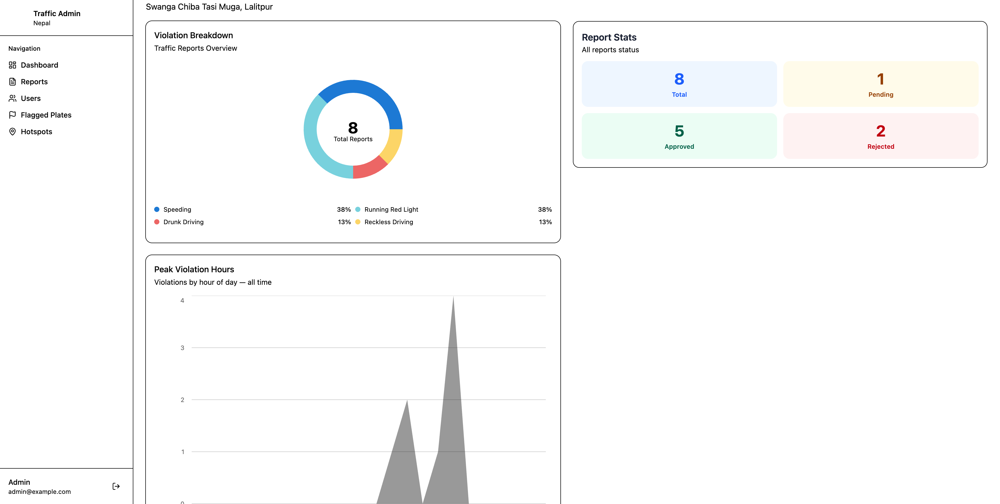 Traffic Admin
Nepal
Navigation
Dashboard
Reports
Users
Flagged Plates
Hotspots
Admin
admin@example.com
Swanga Chiba Tasi Muga, Lalitpur
Violation Breakdown
Traffic Reports Overview
8
Total Reports
Speeding 38% Running Red Light 38%
Drunk Driving 13% Reckless Driving 13%
Report Stats
All reports status
8
Total
1
Pending
5
Approved
2
Rejected
Peak Violation Hours
Violations by hour of day — all time
4
3
2
1
0